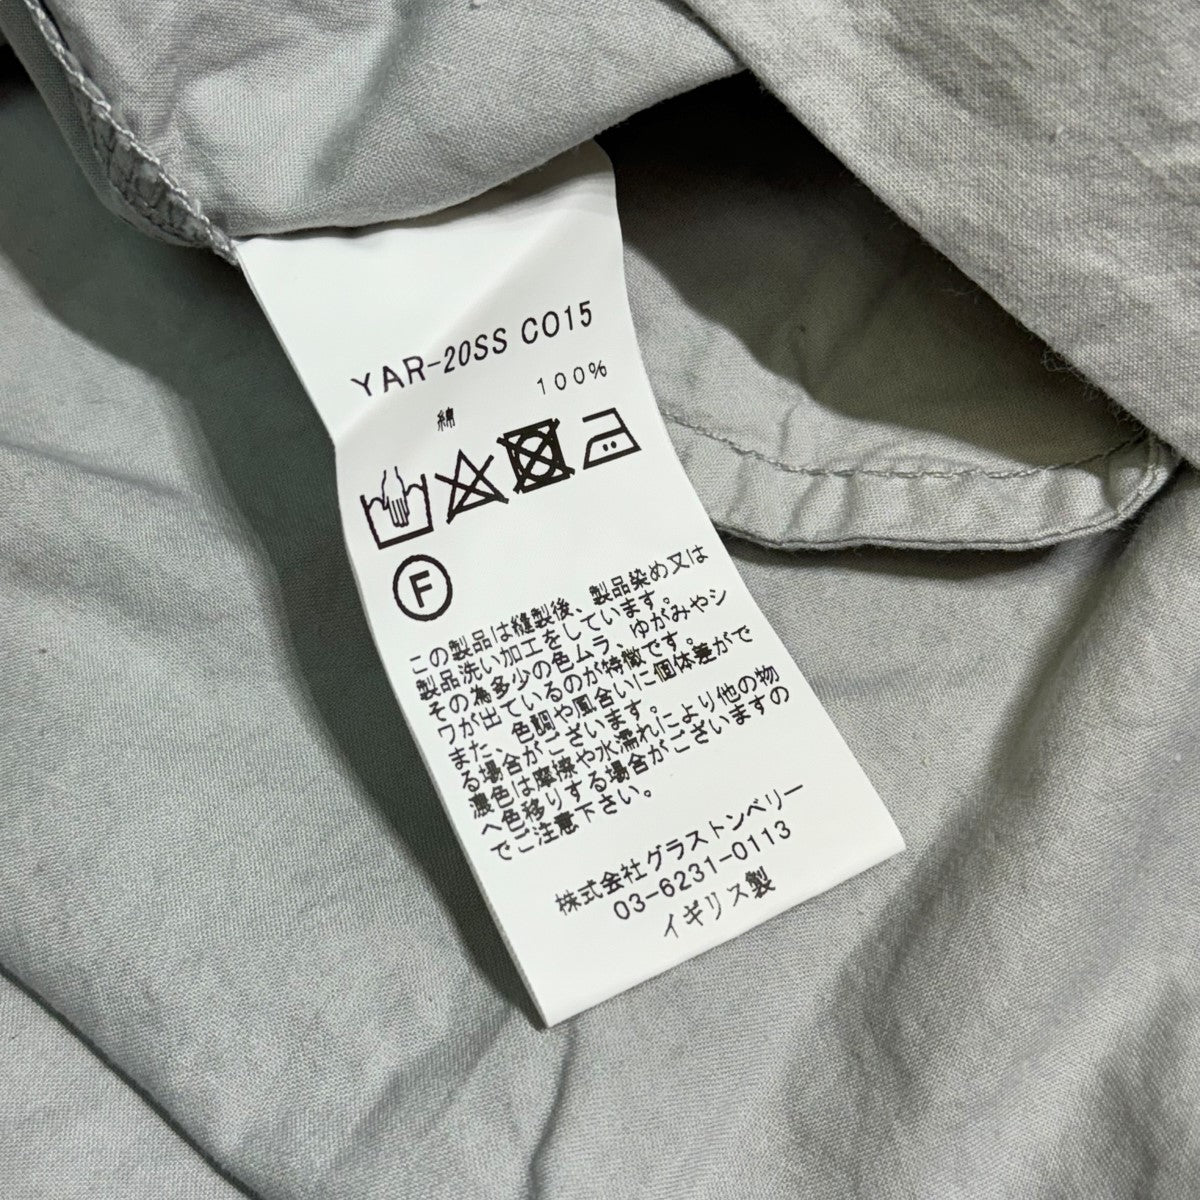 YAR-20SS CO15
綿 100%
F
この製品は縫製後、製品染め又は
製品洗い加工をしています。
その為多少の色ムラ、ゆがみやシ
ワが出ているのが特徴です。
また、色調や風合いに個体差がで
る場合がございます。
濃色は摩擦や水濡れにより他の物
へ色移りする場合がございますの
でご注意下さい。
株式会社グラストンベリー
03-6231-0113
イギリス製